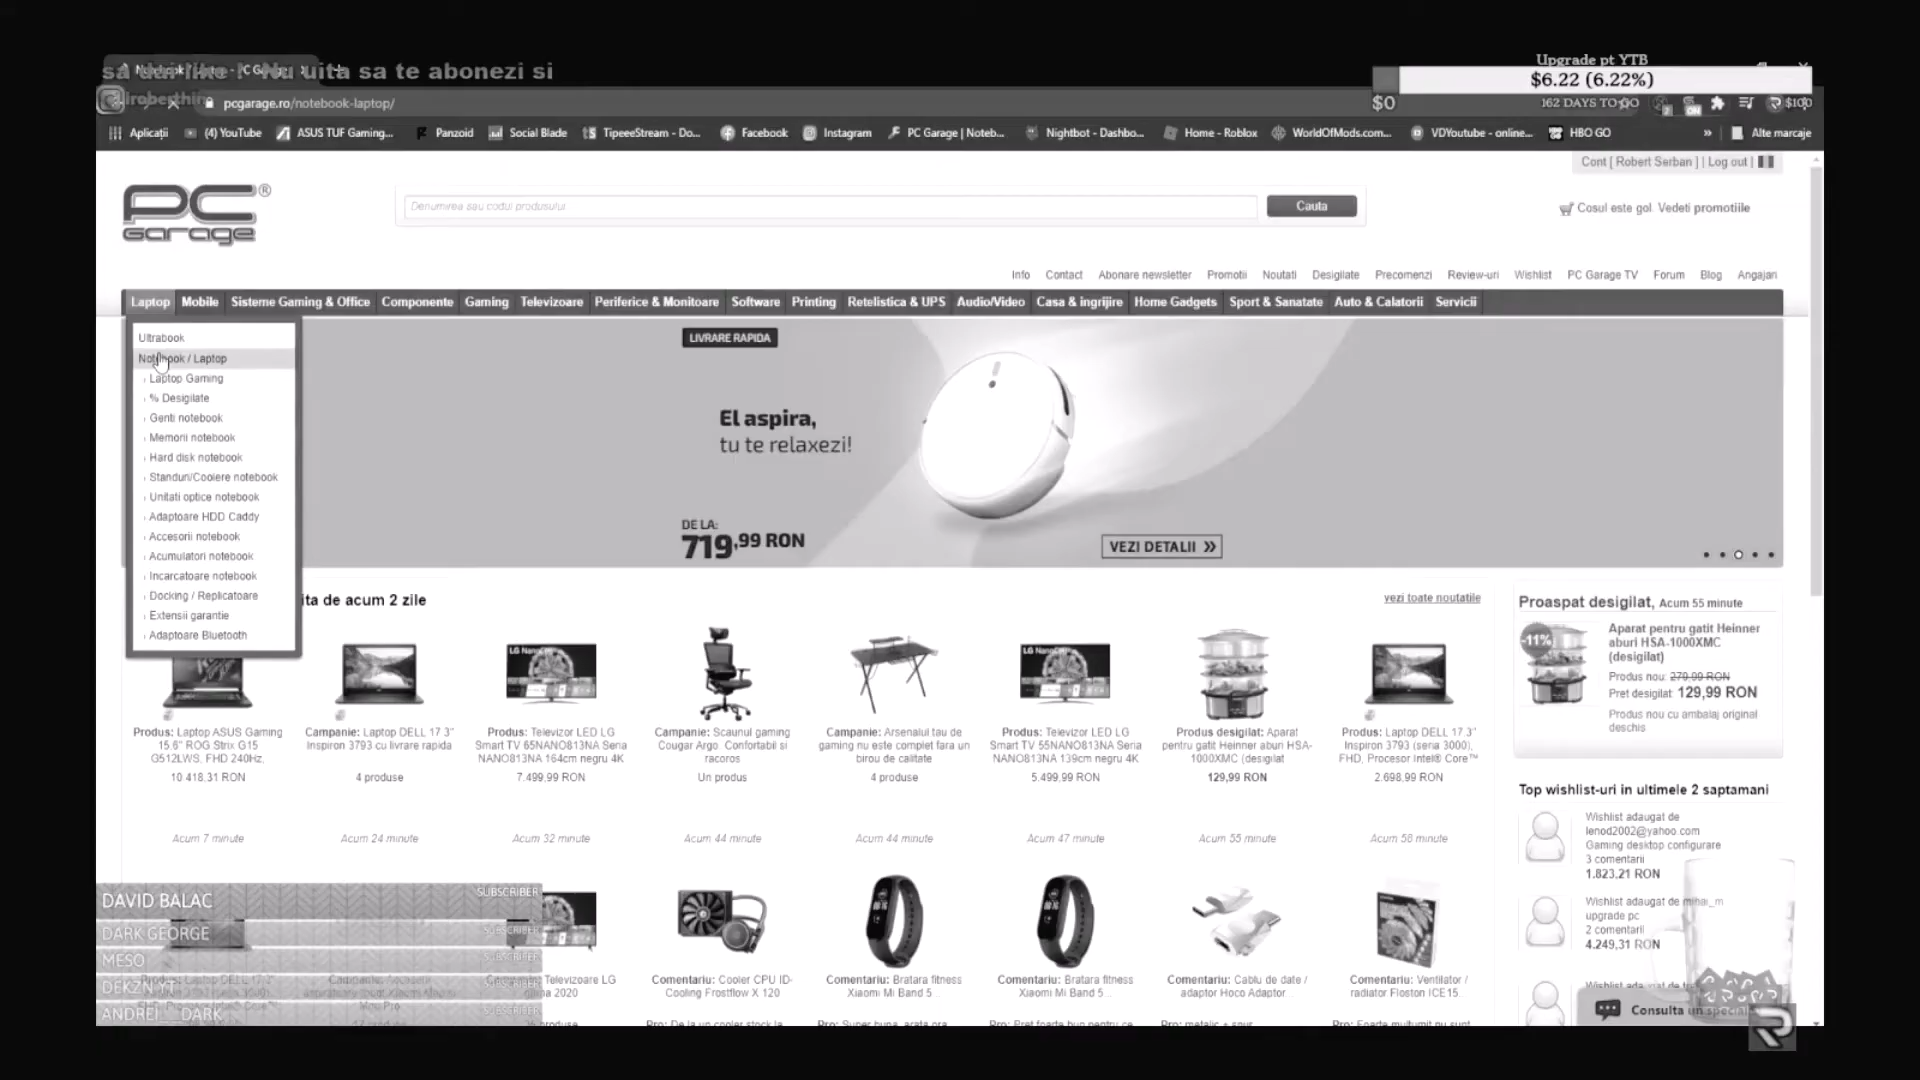 sa dai like ! Nu uita sa te abonezi si
Upgrade pt YTB
$6.22 (6.22%)
$0
162 DAYS TO GO
$100
pcgarage.ro/notebook-laptop/
Aplicații
(4) YouTube
ASUS TUF Gaming...
Panzoid
Social Blade
TipeeeStream - Do...
Facebook
Instagram
PC Garage | Noteb...
Nightbot - Dashbo...
Home - Roblox
WorldOfMods.com...
VDYoutube - online...
HBO GO
»
Alte marcaje
Cont [ Robert Serban ] | Log out |
PC Garage ®
Denumirea sau codul produsului
Cauta
Cosul este gol. Vedeti promotiile
Info Contact Abonare newsletter Promotii Noutati Desigilate Precomenzi Review-uri Wishlist PC Garage TV Forum Blog Angajari
Laptop Mobile Sisteme Gaming & Office Componente Gaming Televizoare Periferice & Monitoare Software Printing Retelistica & UPS Audio/Video Casa & ingrijire Home Gadgets Sport & Sanatate Auto & Calatorii Servicii
Ultrabook
Notebook / Laptop
Laptop Gaming
% Desigilate
Genti notebook
Memorii notebook
Hard disk notebook
Standuri/Coolere notebook
Unitati optice notebook
Adaptoare HDD Caddy
Accesorii notebook
Acumulatori notebook
Incarcatoare notebook
Docking / Replicatoare
Extensii garantie
Adaptoare Bluetooth
LIVRARE RAPIDA
El aspira,
tu te relaxezi!
DE LA:
719,99 RON
VEZI DETALII »
ita de acum 2 zile
vezi toate noutatile
Produs: Laptop ASUS Gaming
15.6" ROG Strix G15
G512LWS, FHD 240Hz,
10.418,31 RON
Acum 7 minute
Campanie: Laptop DELL 17.3"
Inspiron 3793 cu livrare rapida
4 produse
Acum 24 minute
Produs: Televizor LED LG
Smart TV 65NANO813NA Seria
NANO813NA 164cm negru 4K
7.499,99 RON
Acum 32 minute
Campanie: Scaunul gaming
Cougar Argo. Confortabil si
racoros
Un produs
Acum 44 minute
Campanie: Arsenalul tau de
gaming nu este complet fara un
birou de calitate
4 produse
Acum 44 minute
Produs: Televizor LED LG
Smart TV 55NANO813NA Seria
NANO813NA 139cm negru 4K
5.499,99 RON
Acum 47 minute
Produs desigilat: Aparat
pentru gatit Heinner aburi HSA-
1000XMC (desigilat
129,99 RON
Acum 55 minute
Produs: Laptop DELL 17.3"
Inspiron 3793 (seria 3000),
FHD, Procesor Intel® Core™
2.698,99 RON
Acum 58 minute
Proaspat desigilat, Acum 55 minute
-11%
Aparat pentru gatit Heinner
aburi HSA-1000XMC
(desigilat)
Produs nou: 279,99 RON
Pret desigilat: 129,99 RON
Produs nou cu ambalaj original
deschis
Top wishlist-uri in ultimele 2 saptamani
Wishlist adaugat de
lenod2002@yahoo.com
Gaming desktop configurare
3 comentarii
1.823,21 RON
Wishlist adaugat de mihai_m
upgrade pc
2 comentarii
4.249,31 RON
DAVID BALAC SUBSCRIBER
DARK GEORGE SUBSCRIBER
MESO SUBSCRIBER
DEKZN YT SUBSCRIBER
ANDREI__DARK SUBSCRIBER
Televizoare LG
2020
produse
Comentariu: Cooler CPU ID-
Cooling Frostflow X 120
Comentariu: Bratara fitness
Xiaomi Mi Band 5...
Comentariu: Bratara fitness
Xiaomi Mi Band 5...
Comentariu: Cablu de date /
adaptor Hoco Adaptor...
Comentariu: Ventilator /
radiator Floston ICE15
Consulta un special